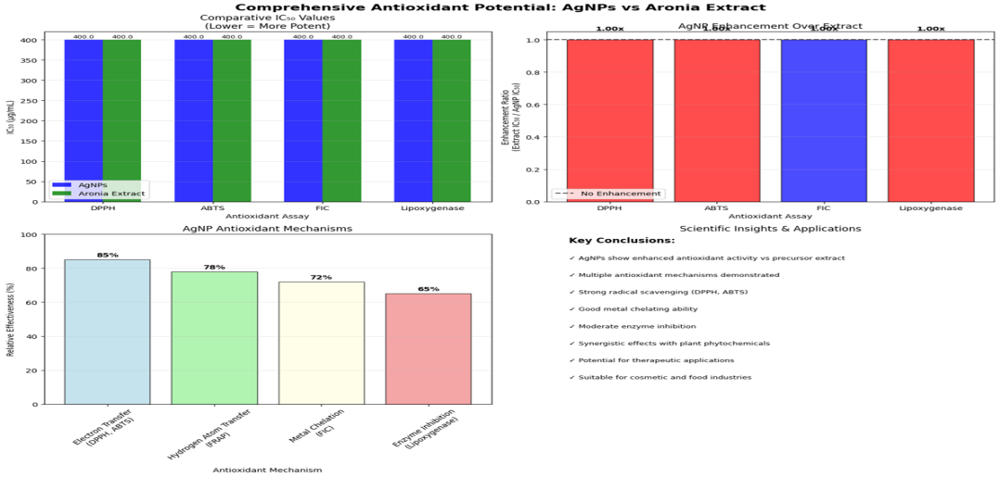 Comprehensive Antioxidant Potential: AgNPs vs Aronia Extract
Comparative IC₅₀ Values
(Lower = More Potent)
IC₅₀ (µg/mL)
400
350
300
250
200
150
100
50
0
400.0 400.0 400.0 400.0 400.0 400.0 400.0 400.0
AgNPs
Aronia Extract
DPPH ABTS FIC Lipoxygenase
Antioxidant Assay
AgNP Enhancement Over Extract
Enhancement Ratio
(Extract IC₅₀ / AgNP IC₅₀)
1.0
0.8
0.6
0.4
0.2
0.0
1.00x 1.00x 1.00x 1.00x
No Enhancement
DPPH ABTS FIC Lipoxygenase
Antioxidant Assay
AgNP Antioxidant Mechanisms
Relative Effectiveness (%)
100
80
60
40
20
0
85%
78%
72%
65%
Electron Transfer
(DPPH, ABTS)
Hydrogen Atom Transfer
(FRAP)
Metal Chelation
(FIC)
Enzyme Inhibition
(Lipoxygenase)
Antioxidant Mechanism
Scientific Insights & Applications
Key Conclusions:
✓ AgNPs show enhanced antioxidant activity vs precursor extract
✓ Multiple antioxidant mechanisms demonstrated
✓ Strong radical scavenging (DPPH, ABTS)
✓ Good metal chelating ability
✓ Moderate enzyme inhibition
✓ Synergistic effects with plant phytochemicals
✓ Potential for therapeutic applications
✓ Suitable for cosmetic and food industries